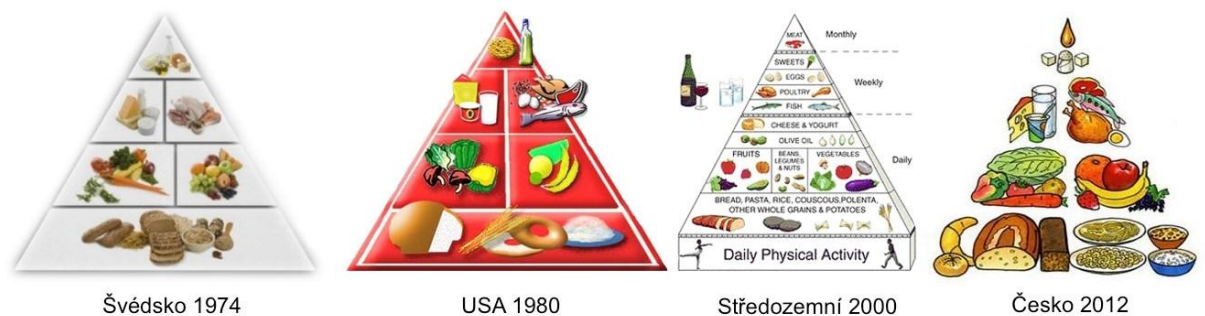 MEAT
Monthly
SWEETS
EGGS
Weekly
POULTRY
FISH
CHEESE & YOGURT
OLIVE OIL
Daily
FRUITS
BEANS,
LEGUMES
& NUTS
VEGETABLES
BREAD, PASTA, RICE, COUSCOUS,POLENTA,
OTHER WHOLE GRAINS & POTATOES
Daily Physical Activity
Švédsko 1974
USA 1980
Středozemní 2000
Česko 2012